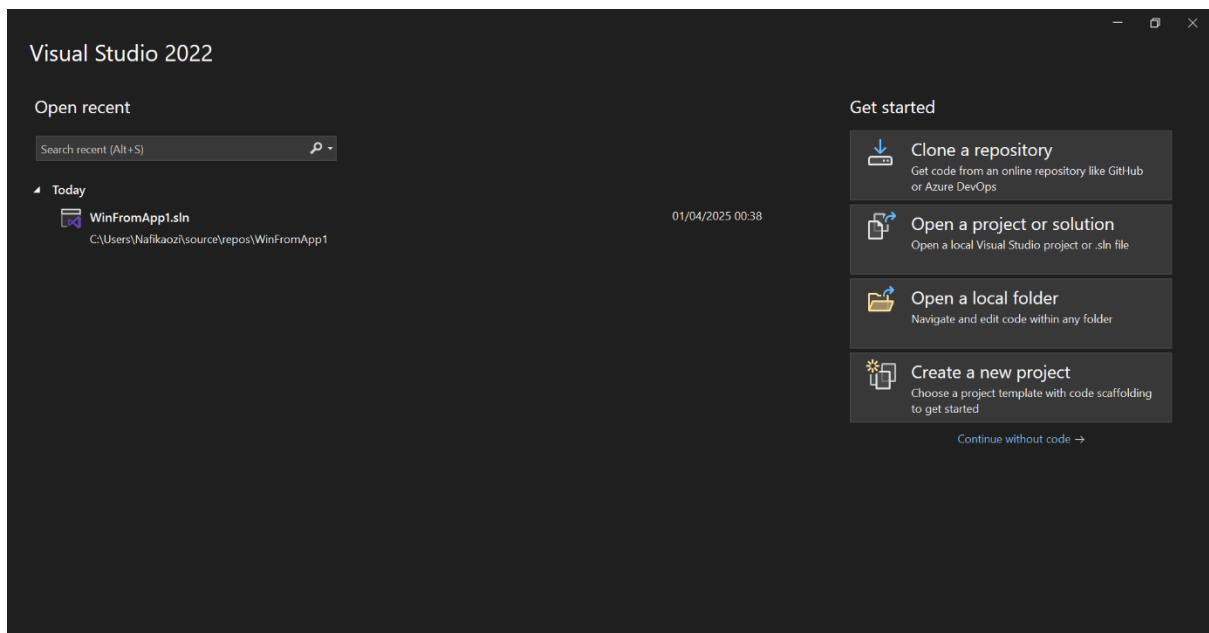 Visual Studio 2022
Open recent
Search recent (Alt+S)
Today
WinFromApp1.sln
01/04/2025 00:38
C:\Users\Nafikaozi\source\repos\WinFromApp1
Get started
Clone a repository
Get code from an online repository like GitHub
or Azure DevOps
Open a project or solution
Open a local Visual Studio project or .sln file
Open a local folder
Navigate and edit code within any folder
Create a new project
Choose a project template with code scaffolding
to get started
Continue without code →